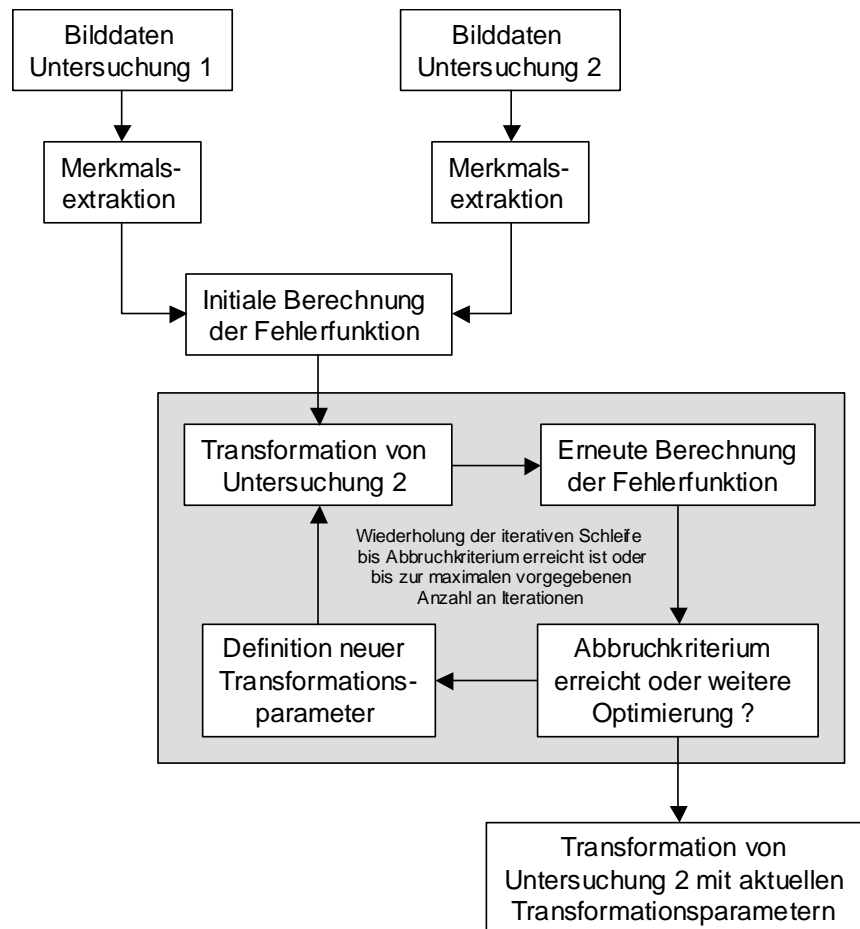 Bilddaten
Untersuchung 1
Bilddaten
Untersuchung 2
Merkmals-
extraktion
Merkmals-
extraktion
Initiale Berechnung
der Fehlerfunktion
Transformation von
Untersuchung 2
Erneute Berechnung
der Fehlerfunktion
Wiederholung der iterativen Schleife
bis Abbruchkriterium erreicht ist oder
bis zur maximalen vorgegebenen
Anzahl an Iterationen
Definition neuer
Transformations-
parameter
Abbruchkriterium
erreicht oder weitere
Optimierung ?
Transformation von
Untersuchung 2 mit aktuellen
Transformationsparametern